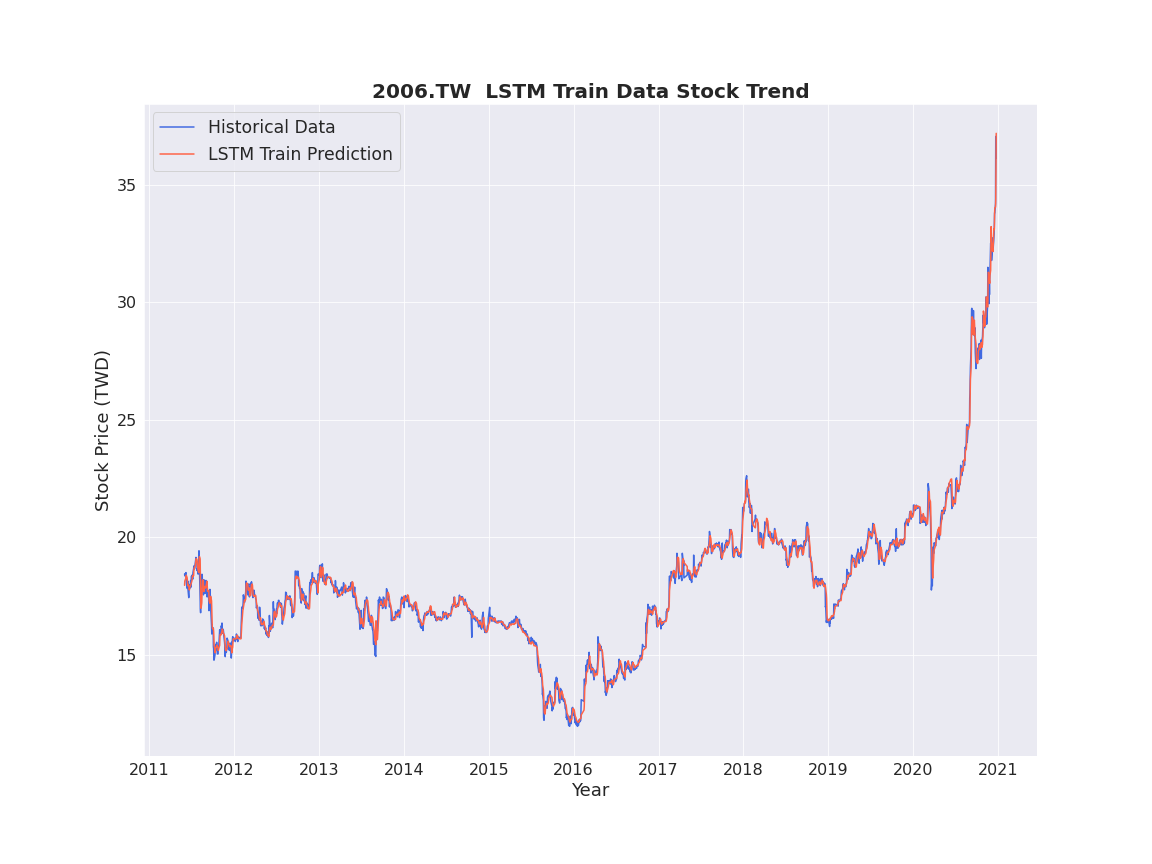 2006.TW  LSTM Train Data Stock Trend
Historical Data
LSTM Train Prediction
Stock Price (TWD)
35
30
25
20
15
2011 2012 2013 2014 2015 2016 2017 2018 2019 2020 2021
Year